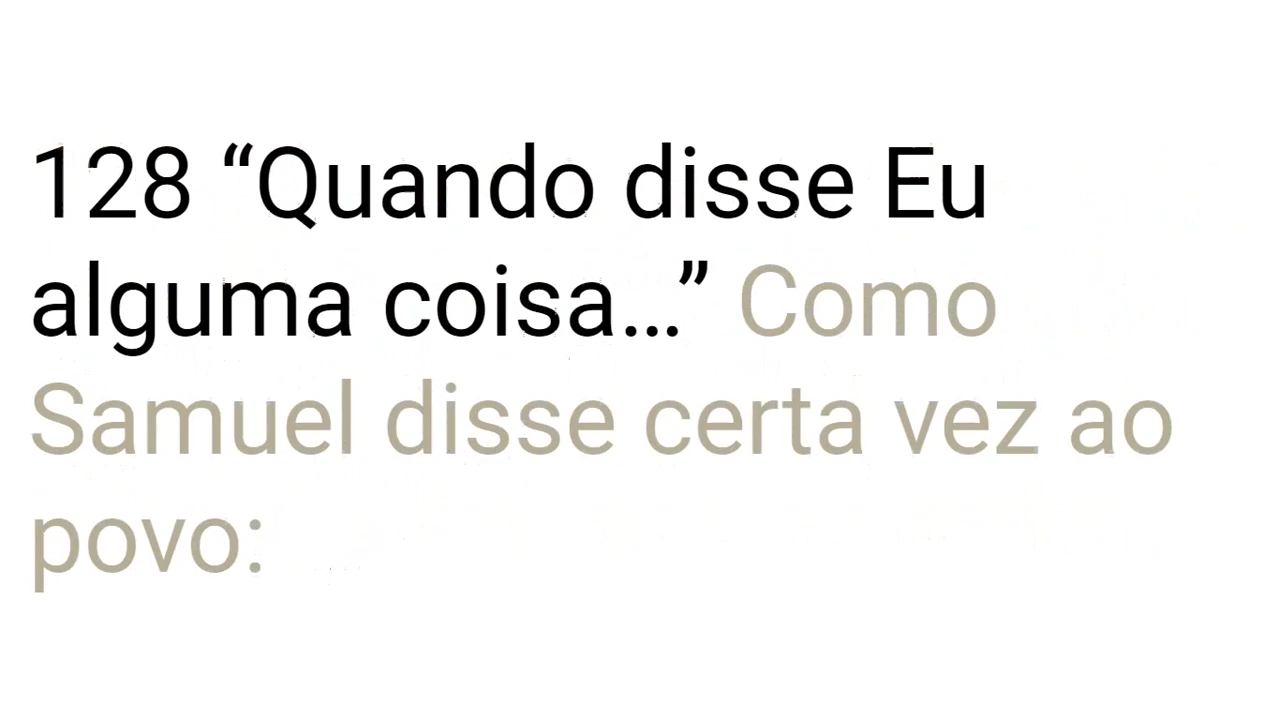 128 “Quando disse Eu
alguma coisa…” Como
Samuel disse certa vez ao
povo: